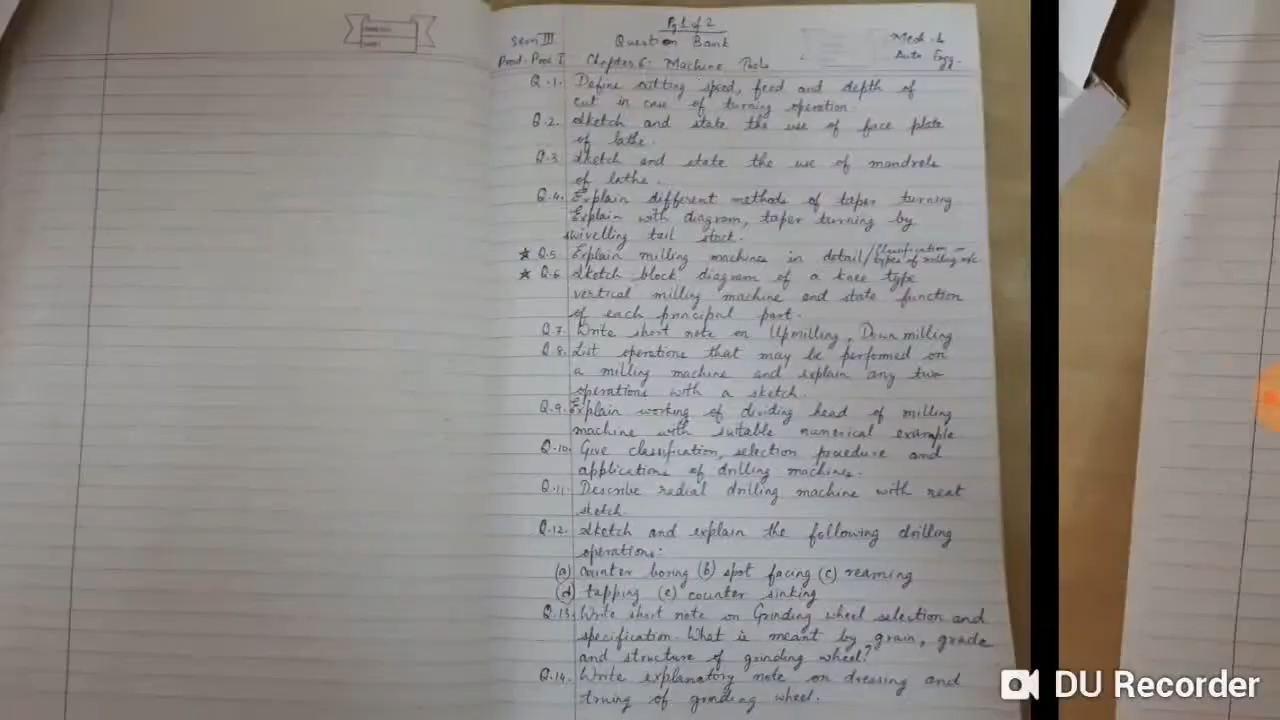 Pg 1 of 2
Sem III Question Bank Mech &
Prod. Proc I Chapter 6: Machine Tools Auto Egg.
Q.1. Define cutting speed, feed and depth of
cut in case of turning operation.
Q.2. Sketch and state the use of face plate
of lathe.
Q.3 Sketch and state the use of mandrels
of lathe.
Q.4. Explain different methods of taper turning
Explain with diagram, taper turning by
swivelling tail stock.
★ Q.5. Explain milling machines in detail/Classification –
types of milling m/c
★ Q.6 Sketch block diagram of a knee type
vertical milling machine and state function
of each principal part.
Q.7. Write short note on Upmilling, Down milling
Q.8. List operations that may be performed on
a milling machine and explain any two
operations with a sketch.
Q.9. Explain working of dividing head of milling
machine with suitable numerical example
Q.10. Give classification, selection procedure and
applications of drilling machines.
Q.11. Describe radial drilling machine with neat
sketch.
Q.12. Sketch and explain the following drilling
operations:
(a) counter boring (b) spot facing (c) reaming
(d) tapping (e) counter sinking
Q.13. Write short note on Grinding wheel selection and
specification. What is meant by grain, grade
and structure of grinding wheel?
Q.14. Write explanatory note on dressing and
truing of grinding wheel.
DU Recorder